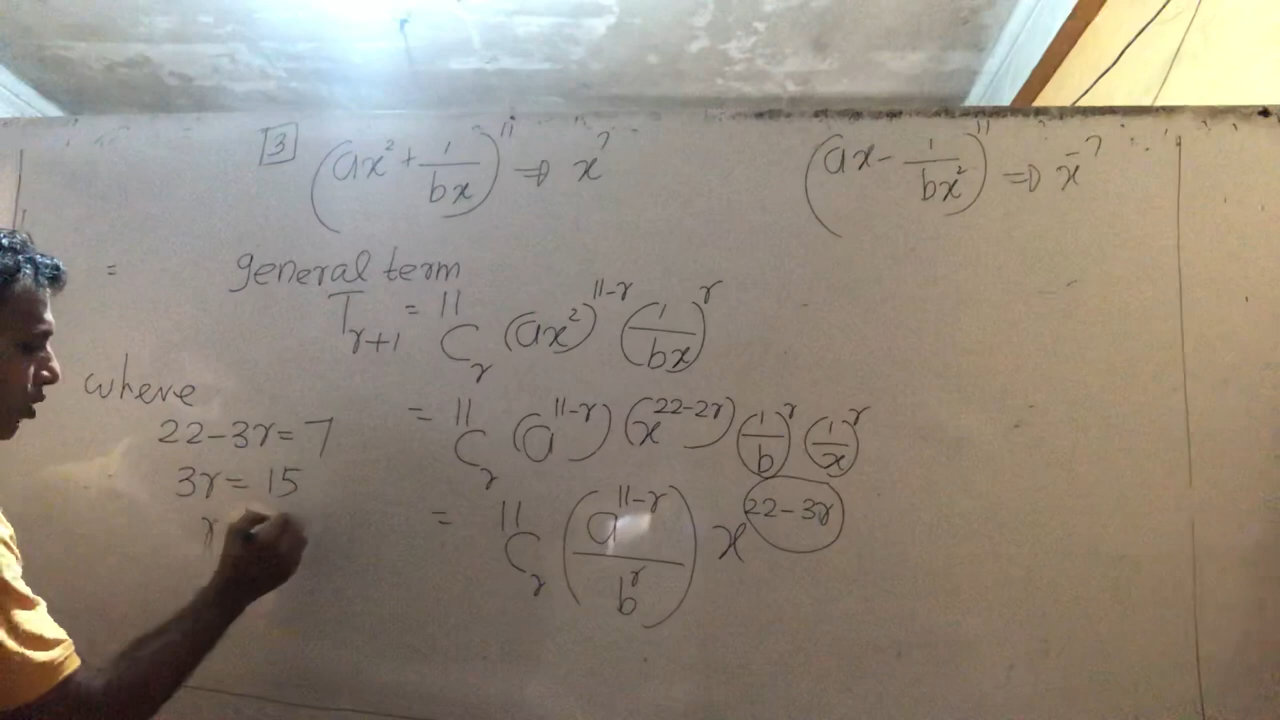 3 (ax² + 1/bx)¹¹ ⇒ x⁷ (ax - 1/bx²)¹¹ ⇒ x⁻⁷
= general term
T_{r+1} = ¹¹C_r (ax²)^{11-r} (1/bx)^r
where
= ¹¹C_r (a^{11-r}) (x^{22-2r}) (1/b)^r (1/x)^r
22-3r=7
3r=15
= ¹¹C_r (a^{11-r}/b^r) x^{22-3r}
r